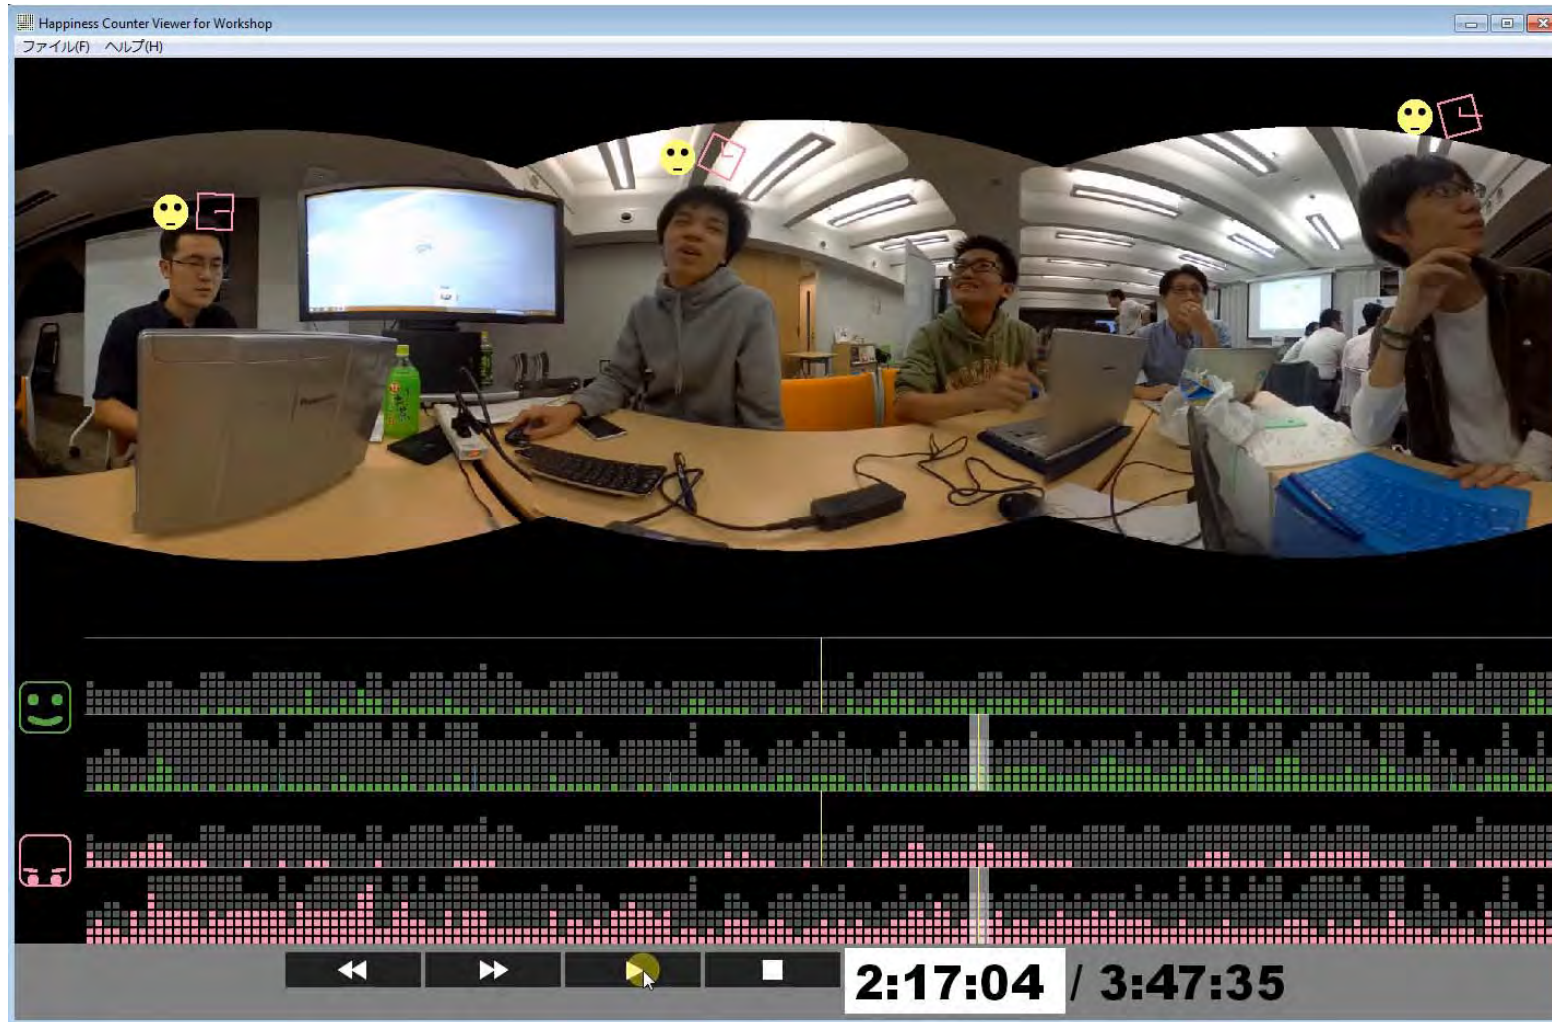 Happiness Counter Viewer for Workshop
ファイル(F) ヘルプ(H)
2:17:04 / 3:47:35